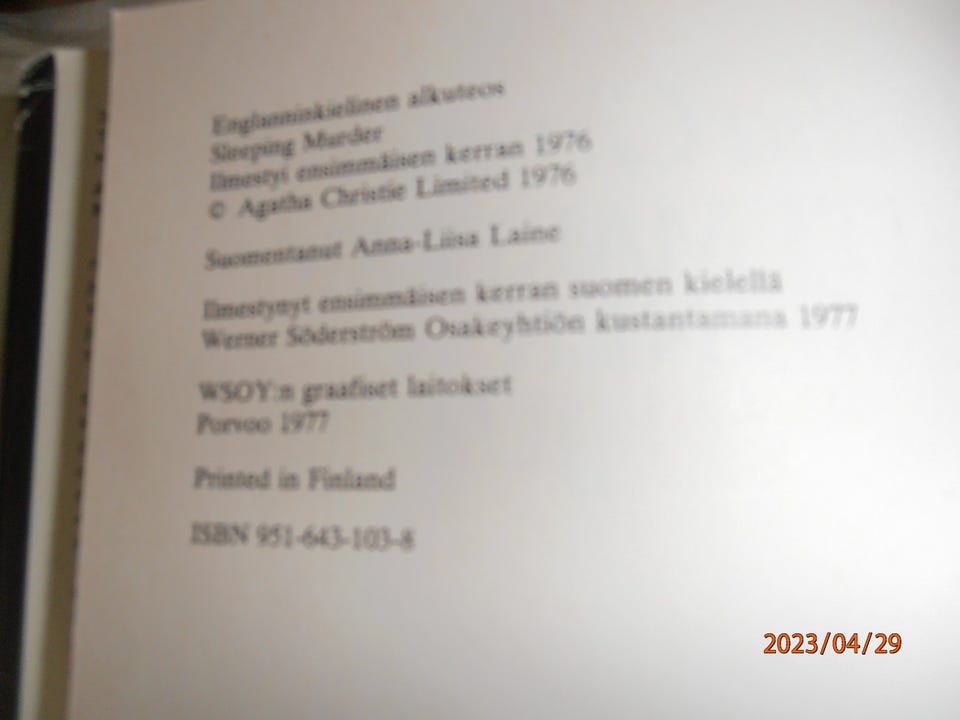 Englanninkielinen alkuteos
Sleeping Murder
Ilmestyi ensimmäisen kerran 1976
© Agatha Christie Limited 1976
Suomentanut Anna-Liisa Laine
Ilmestynyt ensimmäisen kerran suomen kielellä
Werner Söderström Osakeyhtiön kustantamana 1977
WSOY:n graafiset laitokset
Porvoo 1977
Printed in Finland
ISBN 951-643-103-8
2023/04/29